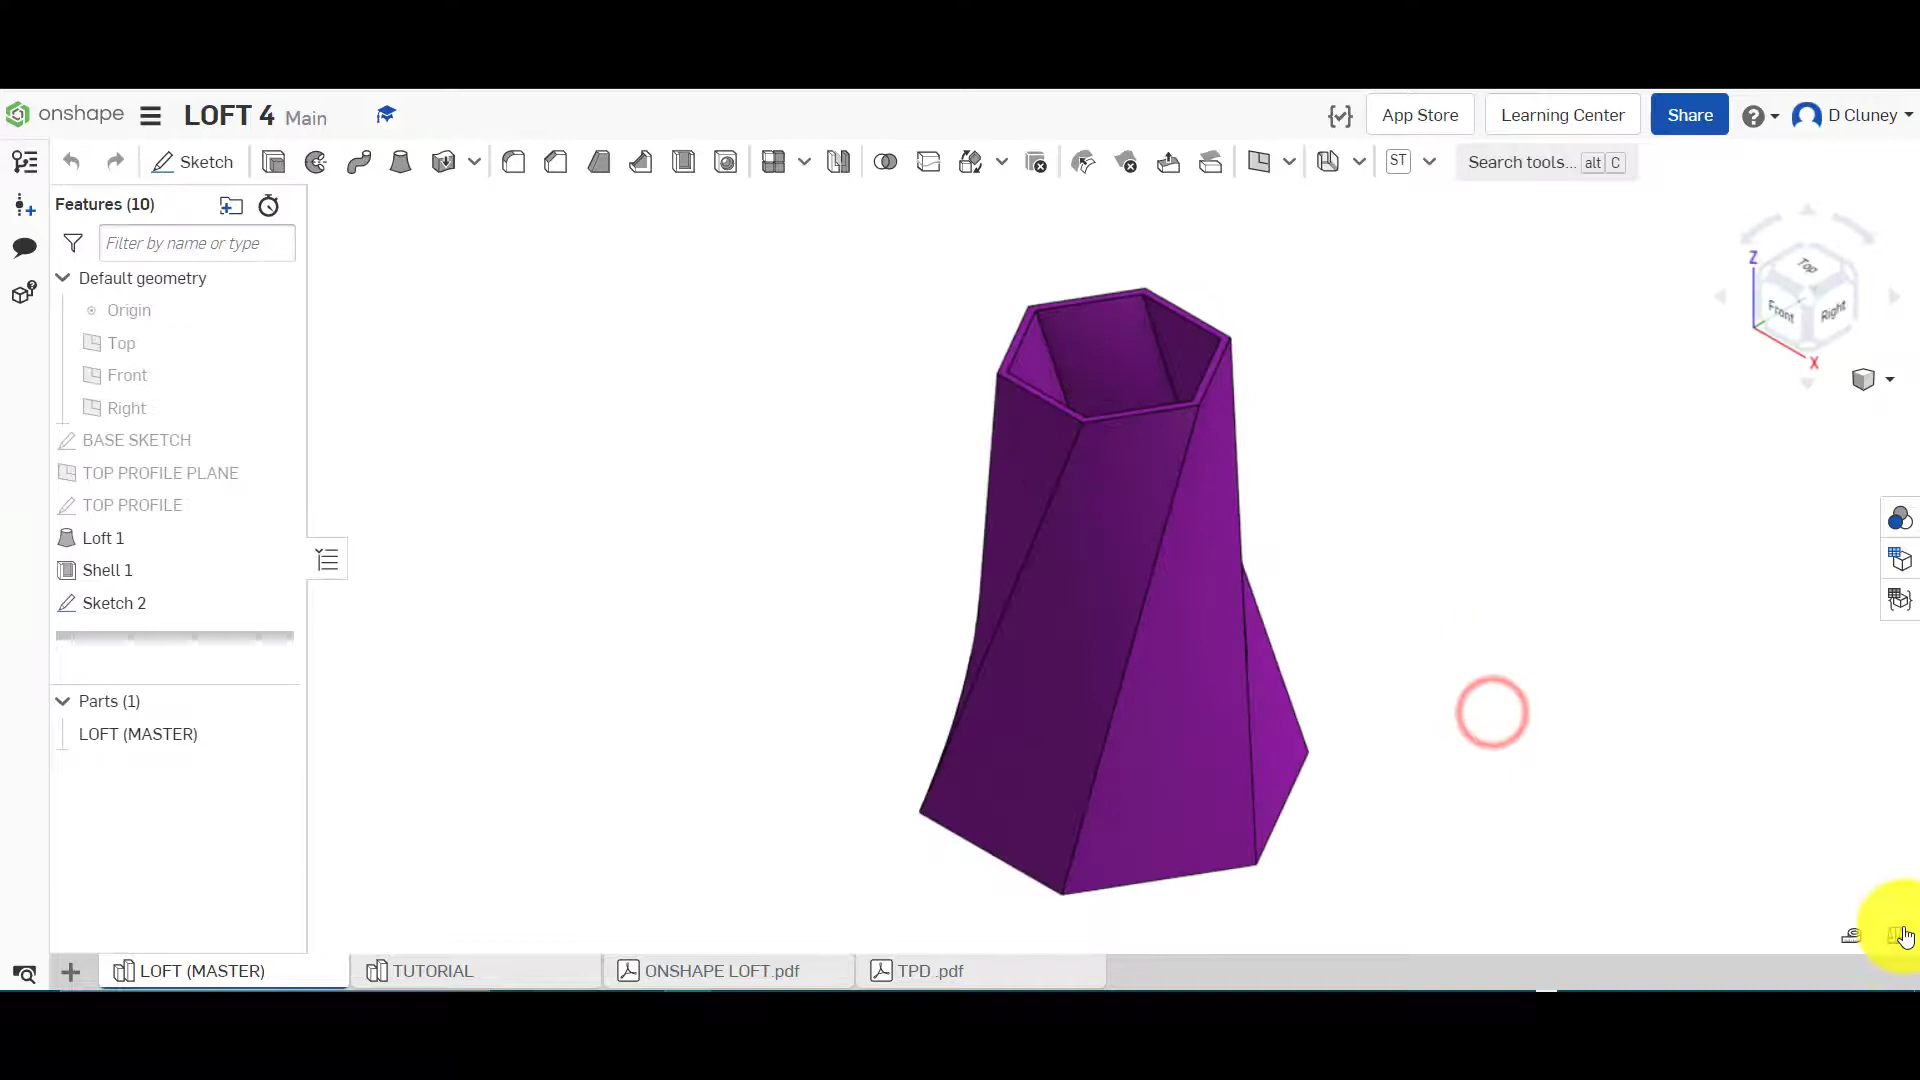 onshape LOFT 4 Main App Store Learning Center Share D Cluney
Sketch ST Search tools... alt C
Features (10)
Filter by name or type
Default geometry
Origin
Top
Front
Right
BASE SKETCH
TOP PROFILE PLANE
TOP PROFILE
Loft 1
Shell 1
Sketch 2
Parts (1)
LOFT (MASTER)
Z
Top
Front Right
X
LOFT (MASTER) TUTORIAL ONSHAPE LOFT.pdf TPD .pdf